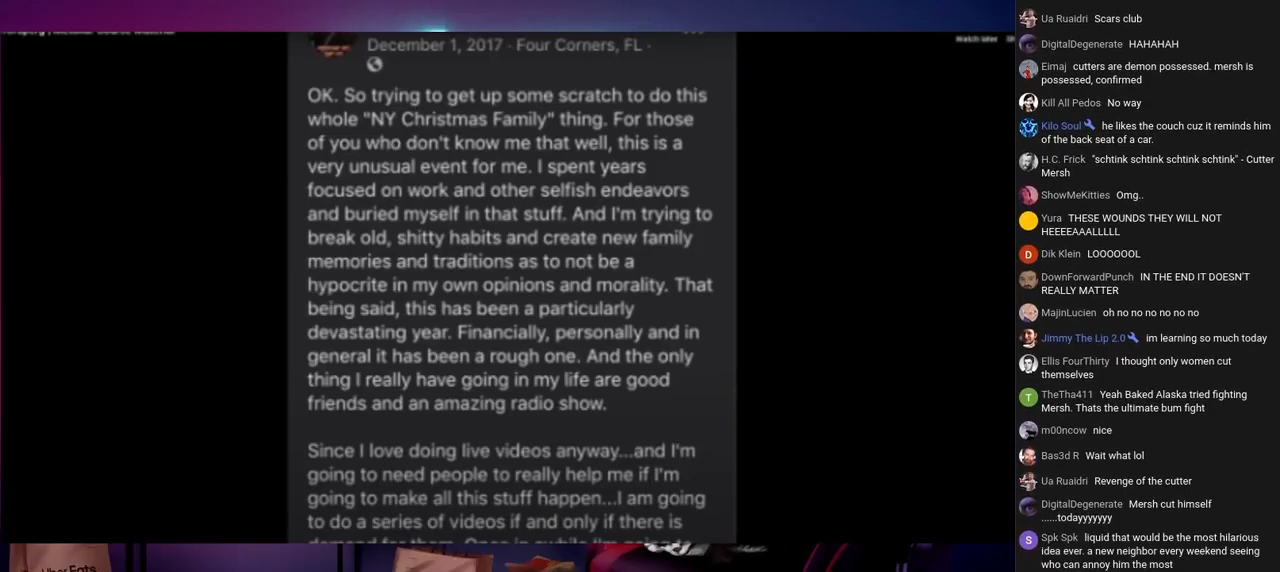 December 1, 2017 · Four Corners, FL ·
OK. So trying to get up some scratch to do this
whole "NY Christmas Family" thing. For those
of you who don't know me that well, this is a
very unusual event for me. I spent years
focused on work and other selfish endeavors
and buried myself in that stuff. And I'm trying to
break old, shitty habits and create new family
memories and traditions as to not be a
hypocrite in my own opinions and morality. That
being said, this has been a particularly
devastating year. Financially, personally and in
general it has been a rough one. And the only
thing I really have going in my life are good
friends and an amazing radio show.
Since I love doing live videos anyway...and I'm
going to need people to really help me if I'm
going to make all this stuff happen...I am going
to do a series of videos if and only if there is
Watch later
Uber Eats
Ua Ruaidri Scars club
DigitalDegenerate HAHAHAH
Eimaj cutters are demon possessed. mersh is
possessed, confirmed
Kill All Pedos No way
Kilo Soul he likes the couch cuz it reminds him
of the back seat of a car.
H.C. Frick "schtink schtink schtink schtink" - Cutter
Mersh
ShowMeKitties Omg..
Yura THESE WOUNDS THEY WILL NOT
HEEEEAAALLLLL
D
Dik Klein LOOOOOOL
DownForwardPunch IN THE END IT DOESN'T
REALLY MATTER
MajinLucien oh no no no no no no
Jimmy The Lip 2.0 im learning so much today
Ellis FourThirty I thought only women cut
themselves
T
TheTha411 Yeah Baked Alaska tried fighting
Mersh. Thats the ultimate bum fight
m00ncow nice
Bas3d R Wait what lol
Ua Ruaidri Revenge of the cutter
DigitalDegenerate Mersh cut himself
......todayyyyyy
S
Spk Spk liquid that would be the most hilarious
idea ever. a new neighbor every weekend seeing
who can annoy him the most